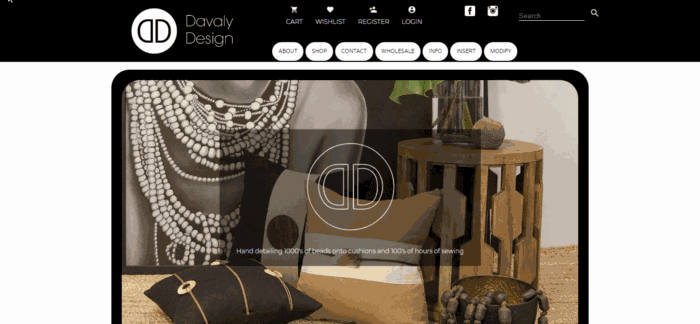 Davaly
Design
CART WISHLIST REGISTER LOGIN
Search
ABOUT SHOP CONTACT WHOLESALE INFO INSERT MODIFY
DD
Hand detailing 1000's of beads onto cushions and 100's of hours of sewing